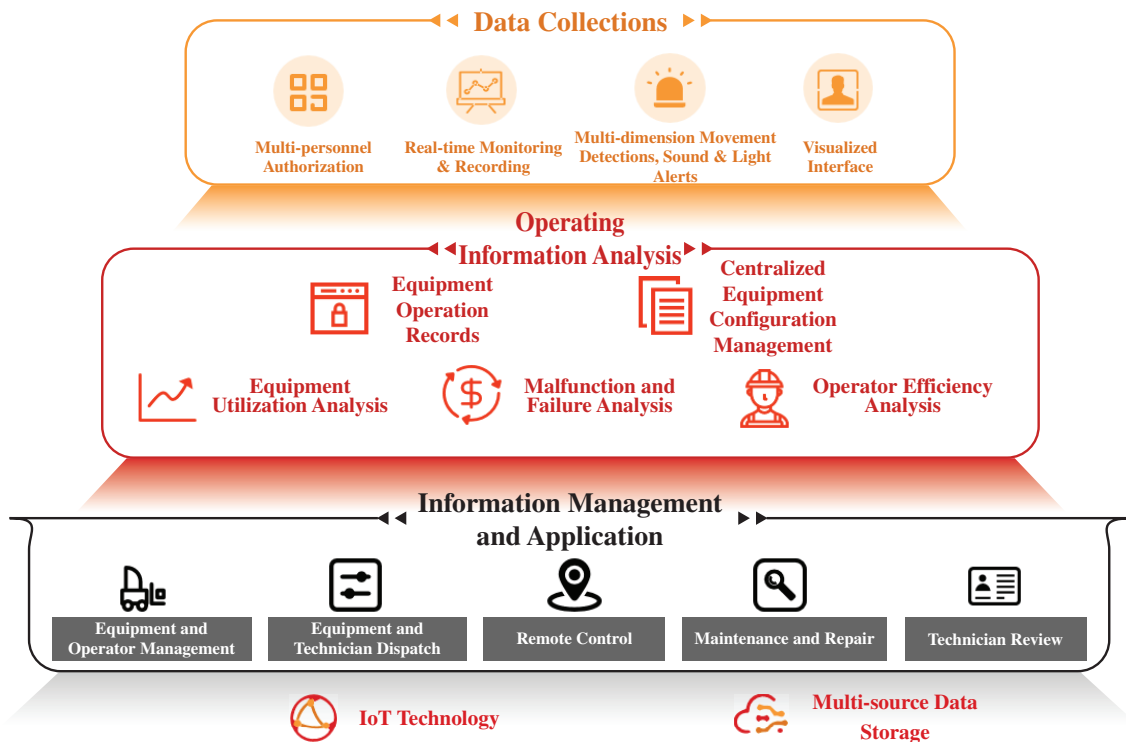 Data Collections
Multi-personnel
Authorization
Real-time Monitoring
& Recording
Multi-dimension Movement
Detections, Sound & Light
Alerts
Visualized
Interface
Operating
Information Analysis
Equipment
Operation
Records
Centralized
Equipment
Configuration
Management
Equipment
Utilization Analysis
$
Malfunction and
Failure Analysis
Operator Efficiency
Analysis
Information Management
and Application
Equipment and
Operator Management
Equipment and
Technician Dispatch
Remote Control
Maintenance and Repair
Technician Review
IoT Technology
Multi-source Data
Storage